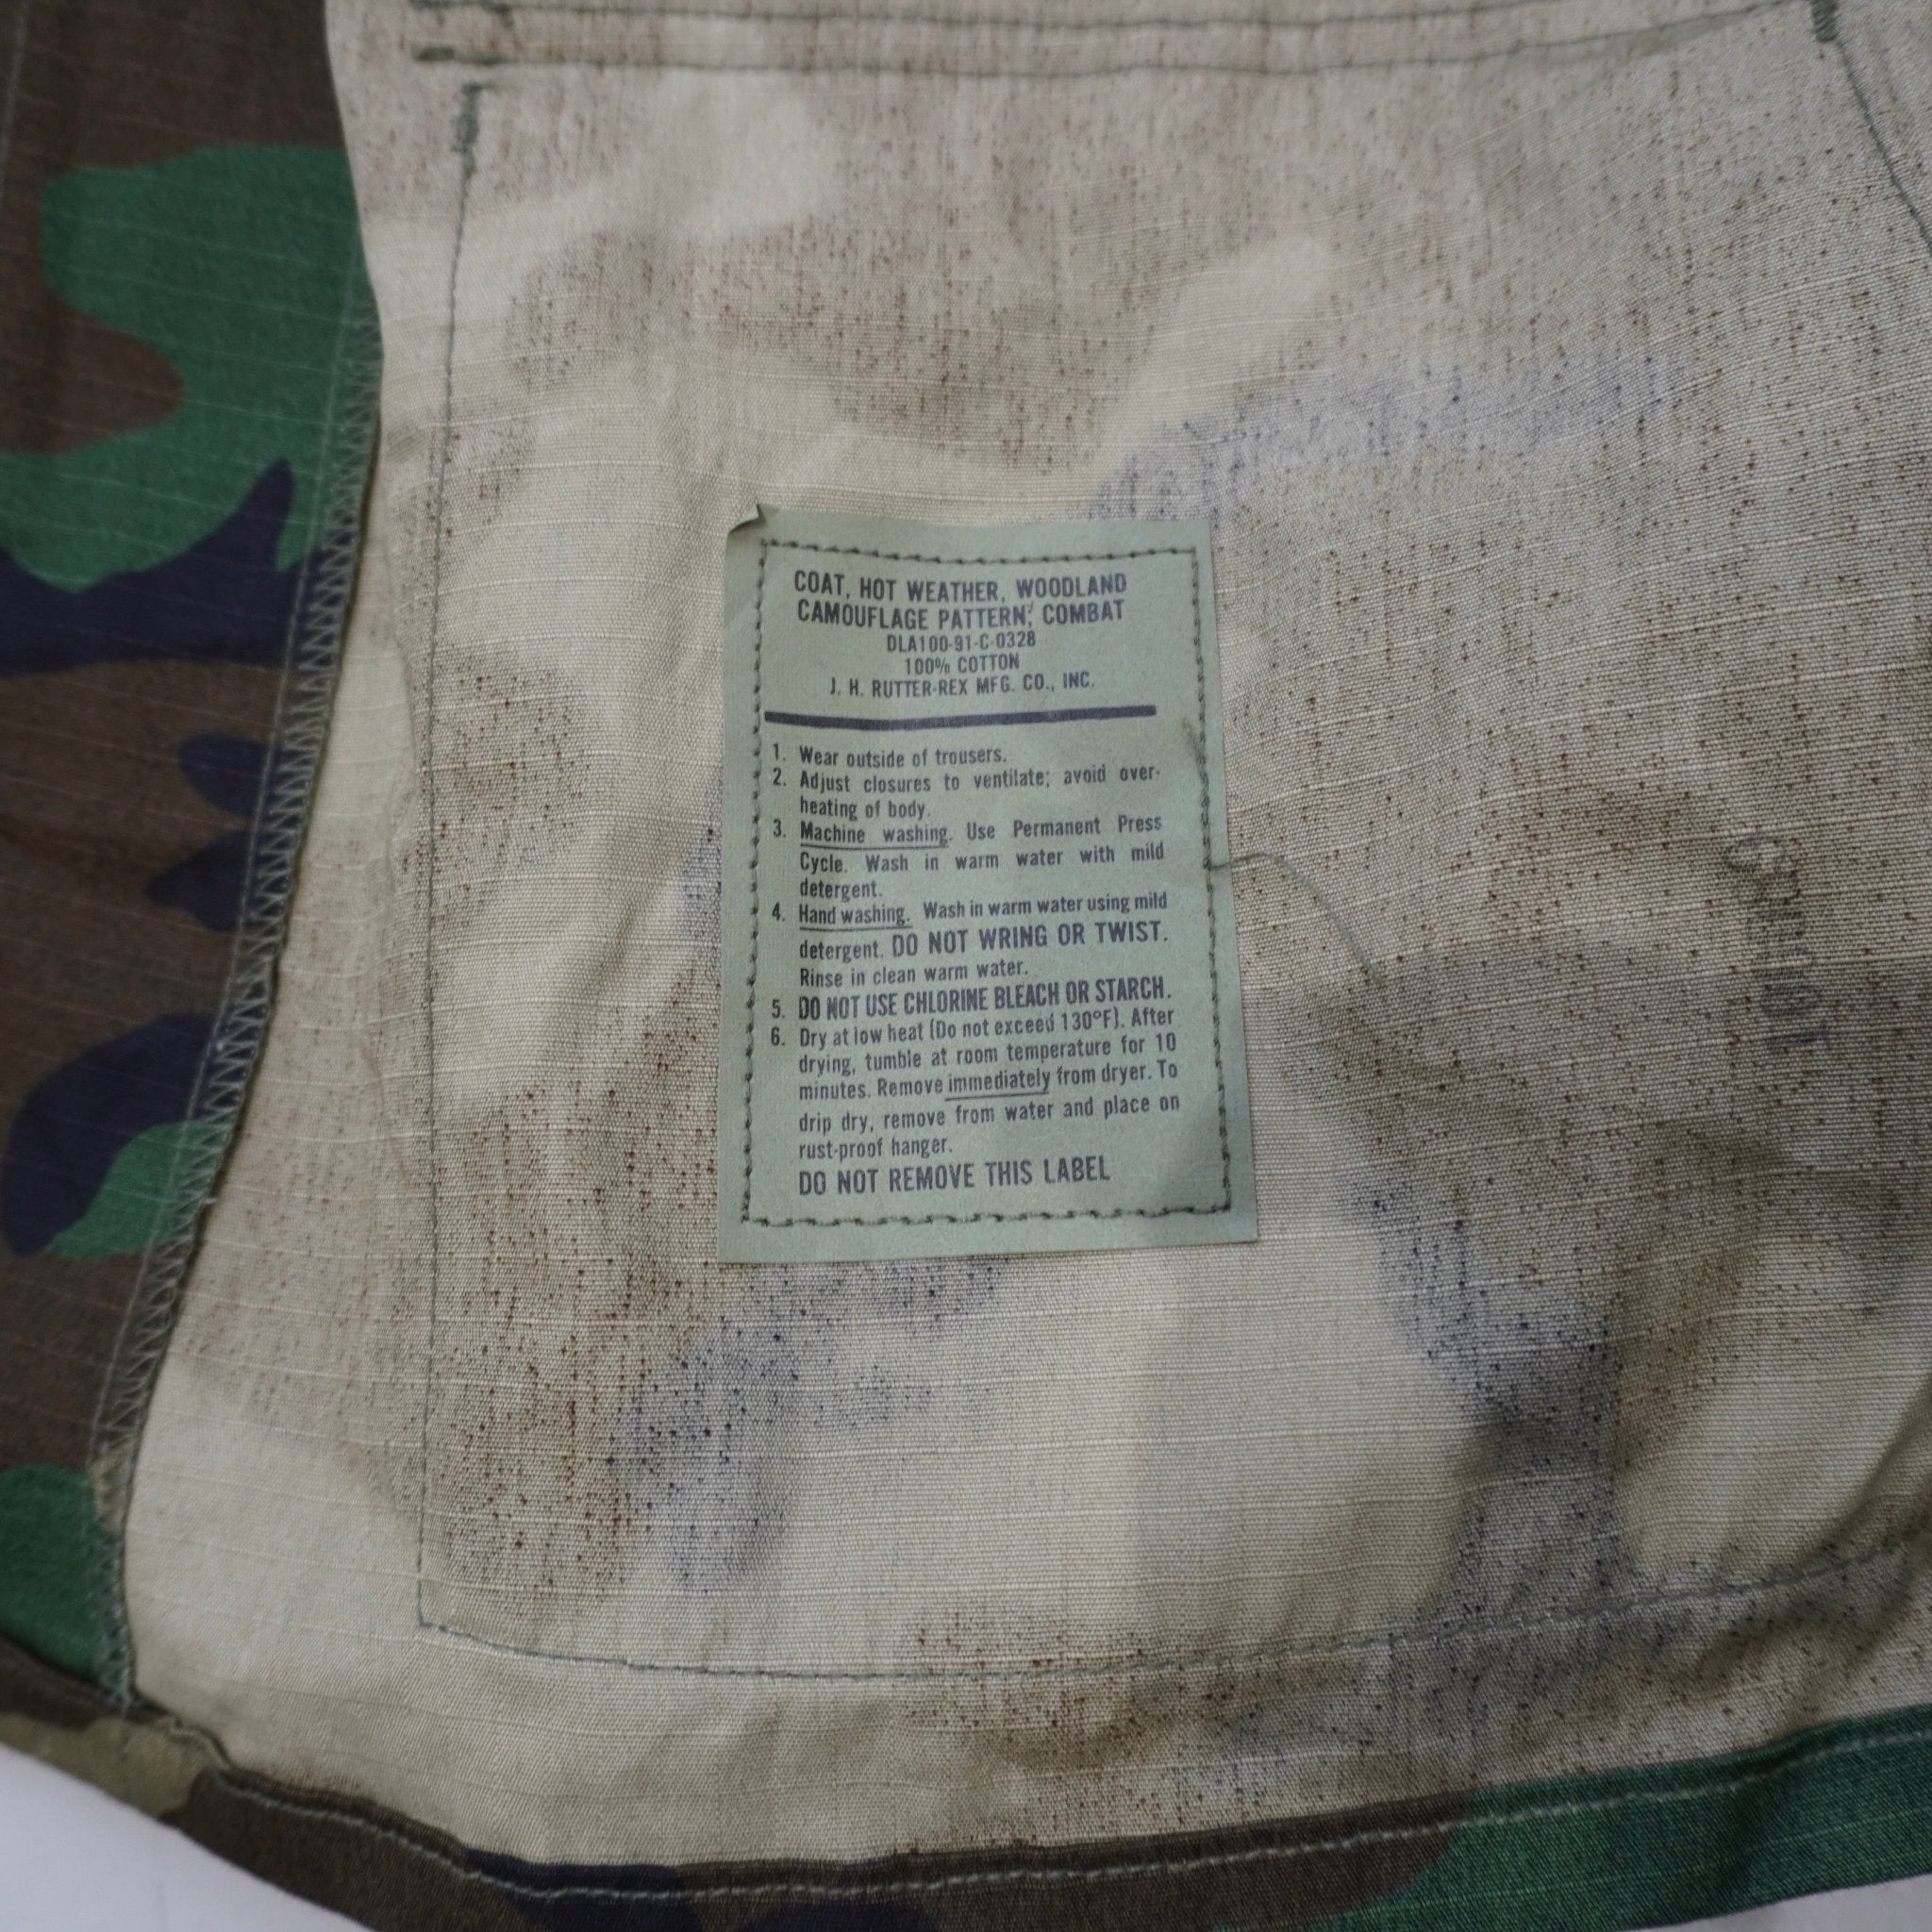 COAT, HOT WEATHER, WOODLAND
CAMOUFLAGE PATTERN, COMBAT
DLA100-91-C-0328
100% COTTON
J. H. RUTTER-REX MFG. CO., INC.
1. Wear outside of trousers.
2. Adjust closures to ventilate; avoid over-
heating of body.
3. Machine washing. Use Permanent Press
Cycle. Wash in warm water with mild
detergent.
4. Hand washing. Wash in warm water using mild
detergent. DO NOT WRING OR TWIST.
Rinse in clean warm water.
5. DO NOT USE CHLORINE BLEACH OR STARCH.
6. Dry at low heat (Do not exceed 130°F). After
drying, tumble at room temperature for 10
minutes. Remove immediately from dryer. To
drip dry, remove from water and place on
rust-proof hanger.
DO NOT REMOVE THIS LABEL